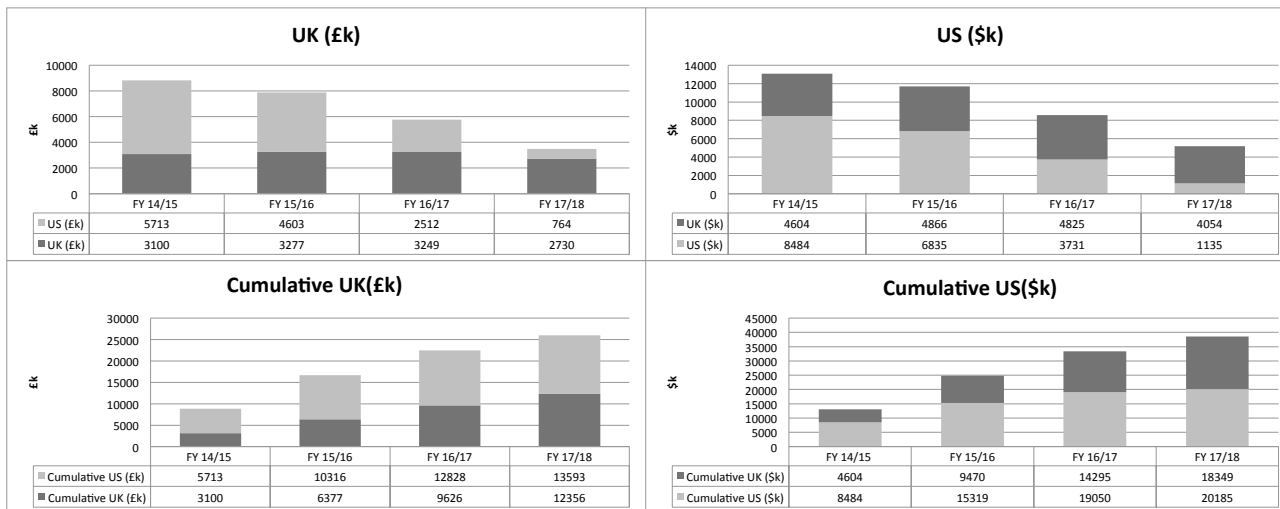 UK (£k)
10000
8000
6000
4000
2000
0
£k
FY 14/15 FY 15/16 FY 16/17 FY 17/18
US (£k) 5713 4603 2512 764
UK (£k) 3100 3277 3249 2730
US ($k)
14000
12000
10000
8000
6000
4000
2000
0
$k
FY 14/15 FY 15/16 FY 16/17 FY 17/18
UK ($k) 4604 4866 4825 4054
US ($k) 8484 6835 3731 1135
Cumulative UK(£k)
30000
25000
20000
15000
10000
5000
0
£k
FY 14/15 FY 15/16 FY 16/17 FY 17/18
Cumulative US (£k) 5713 10316 12828 13593
Cumulative UK (£k) 3100 6377 9626 12356
Cumulative US($k)
45000
40000
35000
30000
25000
20000
15000
10000
5000
0
$k
FY 14/15 FY 15/16 FY 16/17 FY 17/18
Cumulative UK ($k) 4604 9470 14295 18349
Cumulative US ($k) 8484 15319 19050 20185